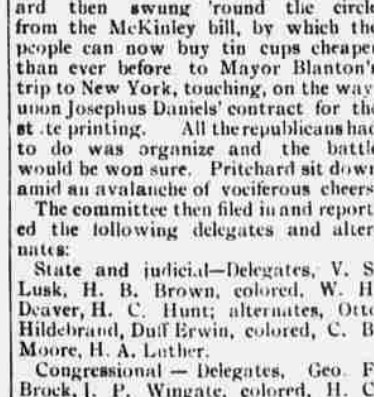 ard then swung 'round the circle
from the McKinley bill, by which the
people can now buy tin cups cheaper
than ever before to Mayor Blanton's
trip to New York, touching, on the way
upon Josephus Daniels' contract for the
st .te printing. All the republicans had
to do was organize and the battle
would be won sure. Pritchard sit down
amid an avalanche of vociferous cheers
The committee then filed in and report
ed the following delegates and alter
nates:
State and judicial—Delegates, V. S
Lusk, H. B. Brown, colored, W. H
Deaver, H. C. Hunt; alternates, Otto
Hildebrand, Duff Erwin, colored, C. B
Moore, H. A. Luther.
Congressional — Delegates, Geo. F
Brock, J. P. Wingate, colored, H. C